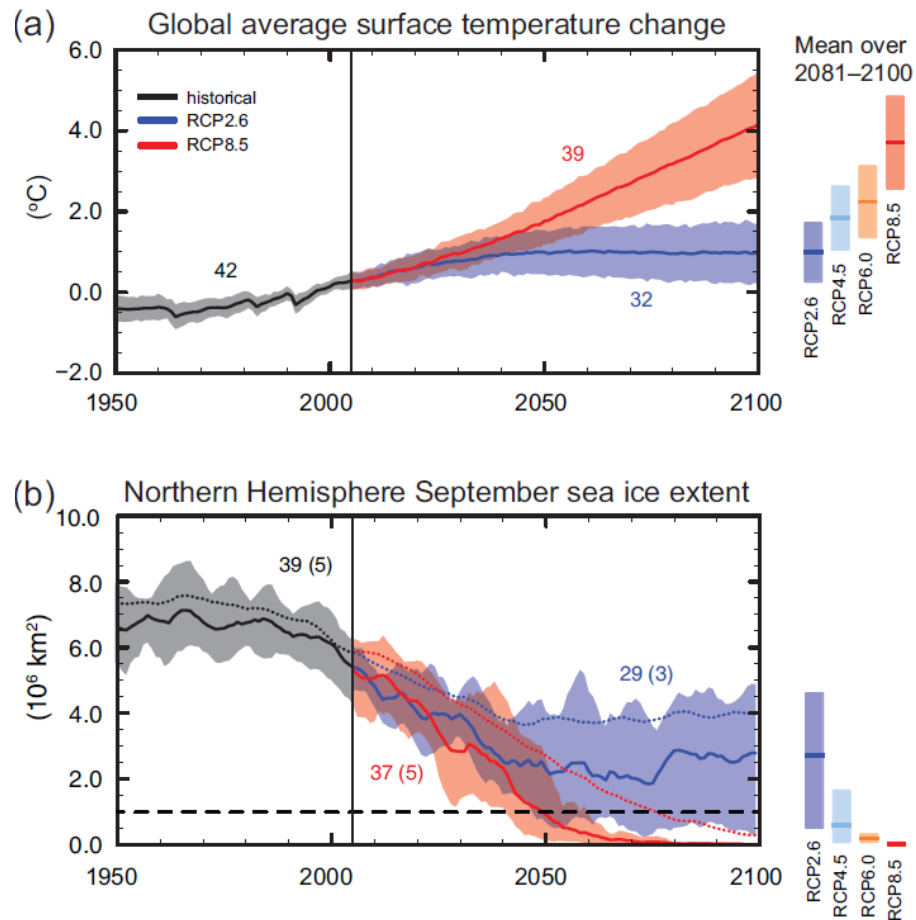 (a) Global average surface temperature change
6.0
4.0
2.0
0.0
−2.0
(°C)
historical
RCP2.6
RCP8.5
42
39
32
1950 2000 2050 2100
Mean over
2081–2100
RCP2.6
RCP4.5
RCP6.0
RCP8.5
(b) Northern Hemisphere September sea ice extent
10.0
8.0
6.0
4.0
2.0
0.0
(10⁶ km²)
39 (5)
29 (3)
37 (5)
1950 2000 2050 2100
RCP2.6
RCP4.5
RCP6.0
RCP8.5